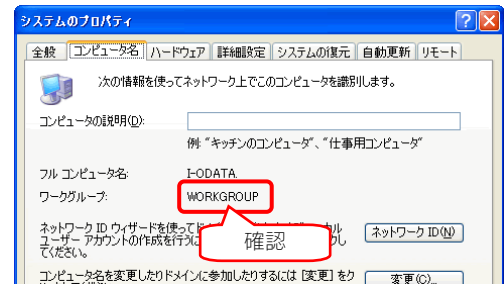 システムのプロパティ
全般 コンピュータ名 ハードウェア 詳細設定 システムの復元 自動更新 リモート
次の情報を使ってネットワーク上でこのコンピュータを識別します。
コンピュータの説明(D):
例: "キッチンのコンピュータ"、"仕事用コンピュータ"
フル コンピュータ名: I-ODATA.
ワークグループ: WORKGROUP
ネットワーク ID ウィザードを使って
ユーザー アカウントの作成を行う
てください。
ネットワーク ID(N)
確認
コンピュータ名を変更したりドメインに参加したりするには [変更] をク
変更(C)...